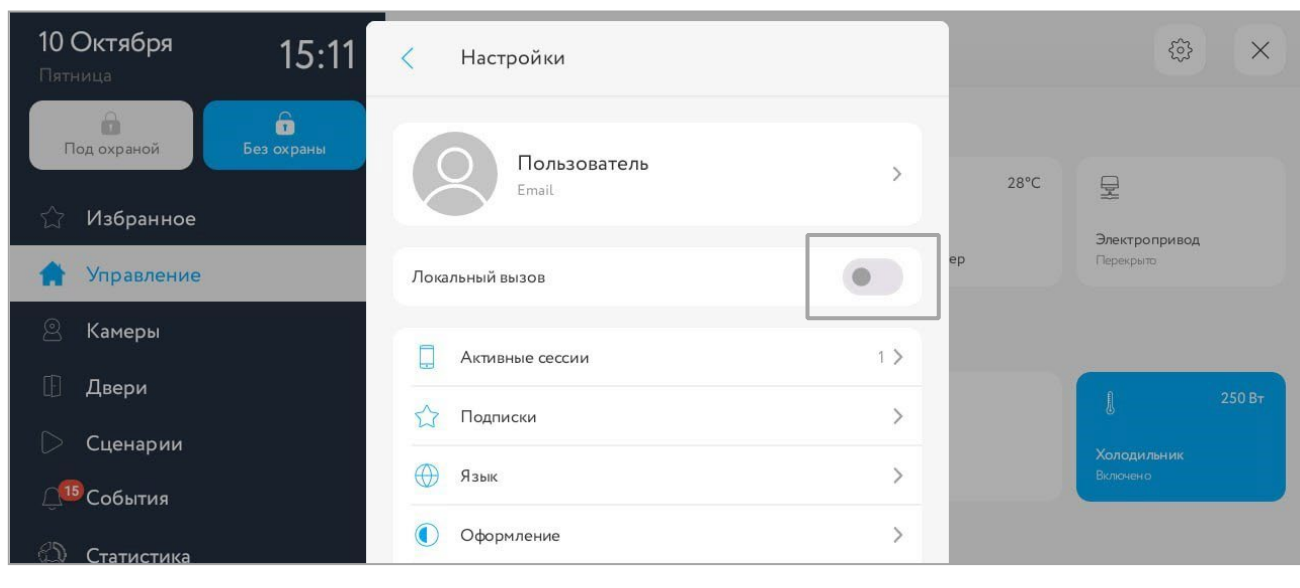 10 Октября
15:11
Пятница
Под охраной
Без охраны
Избранное
Управление
Камеры
Двери
Сценарии
15
События
Статистика
Настройки
Пользователь
Email
Локальный вызов
Активные сессии
1
Подписки
Язык
Оформление
28°C
ер
Электропривод
Перекрыто
250 Вт
Холодильник
Включено